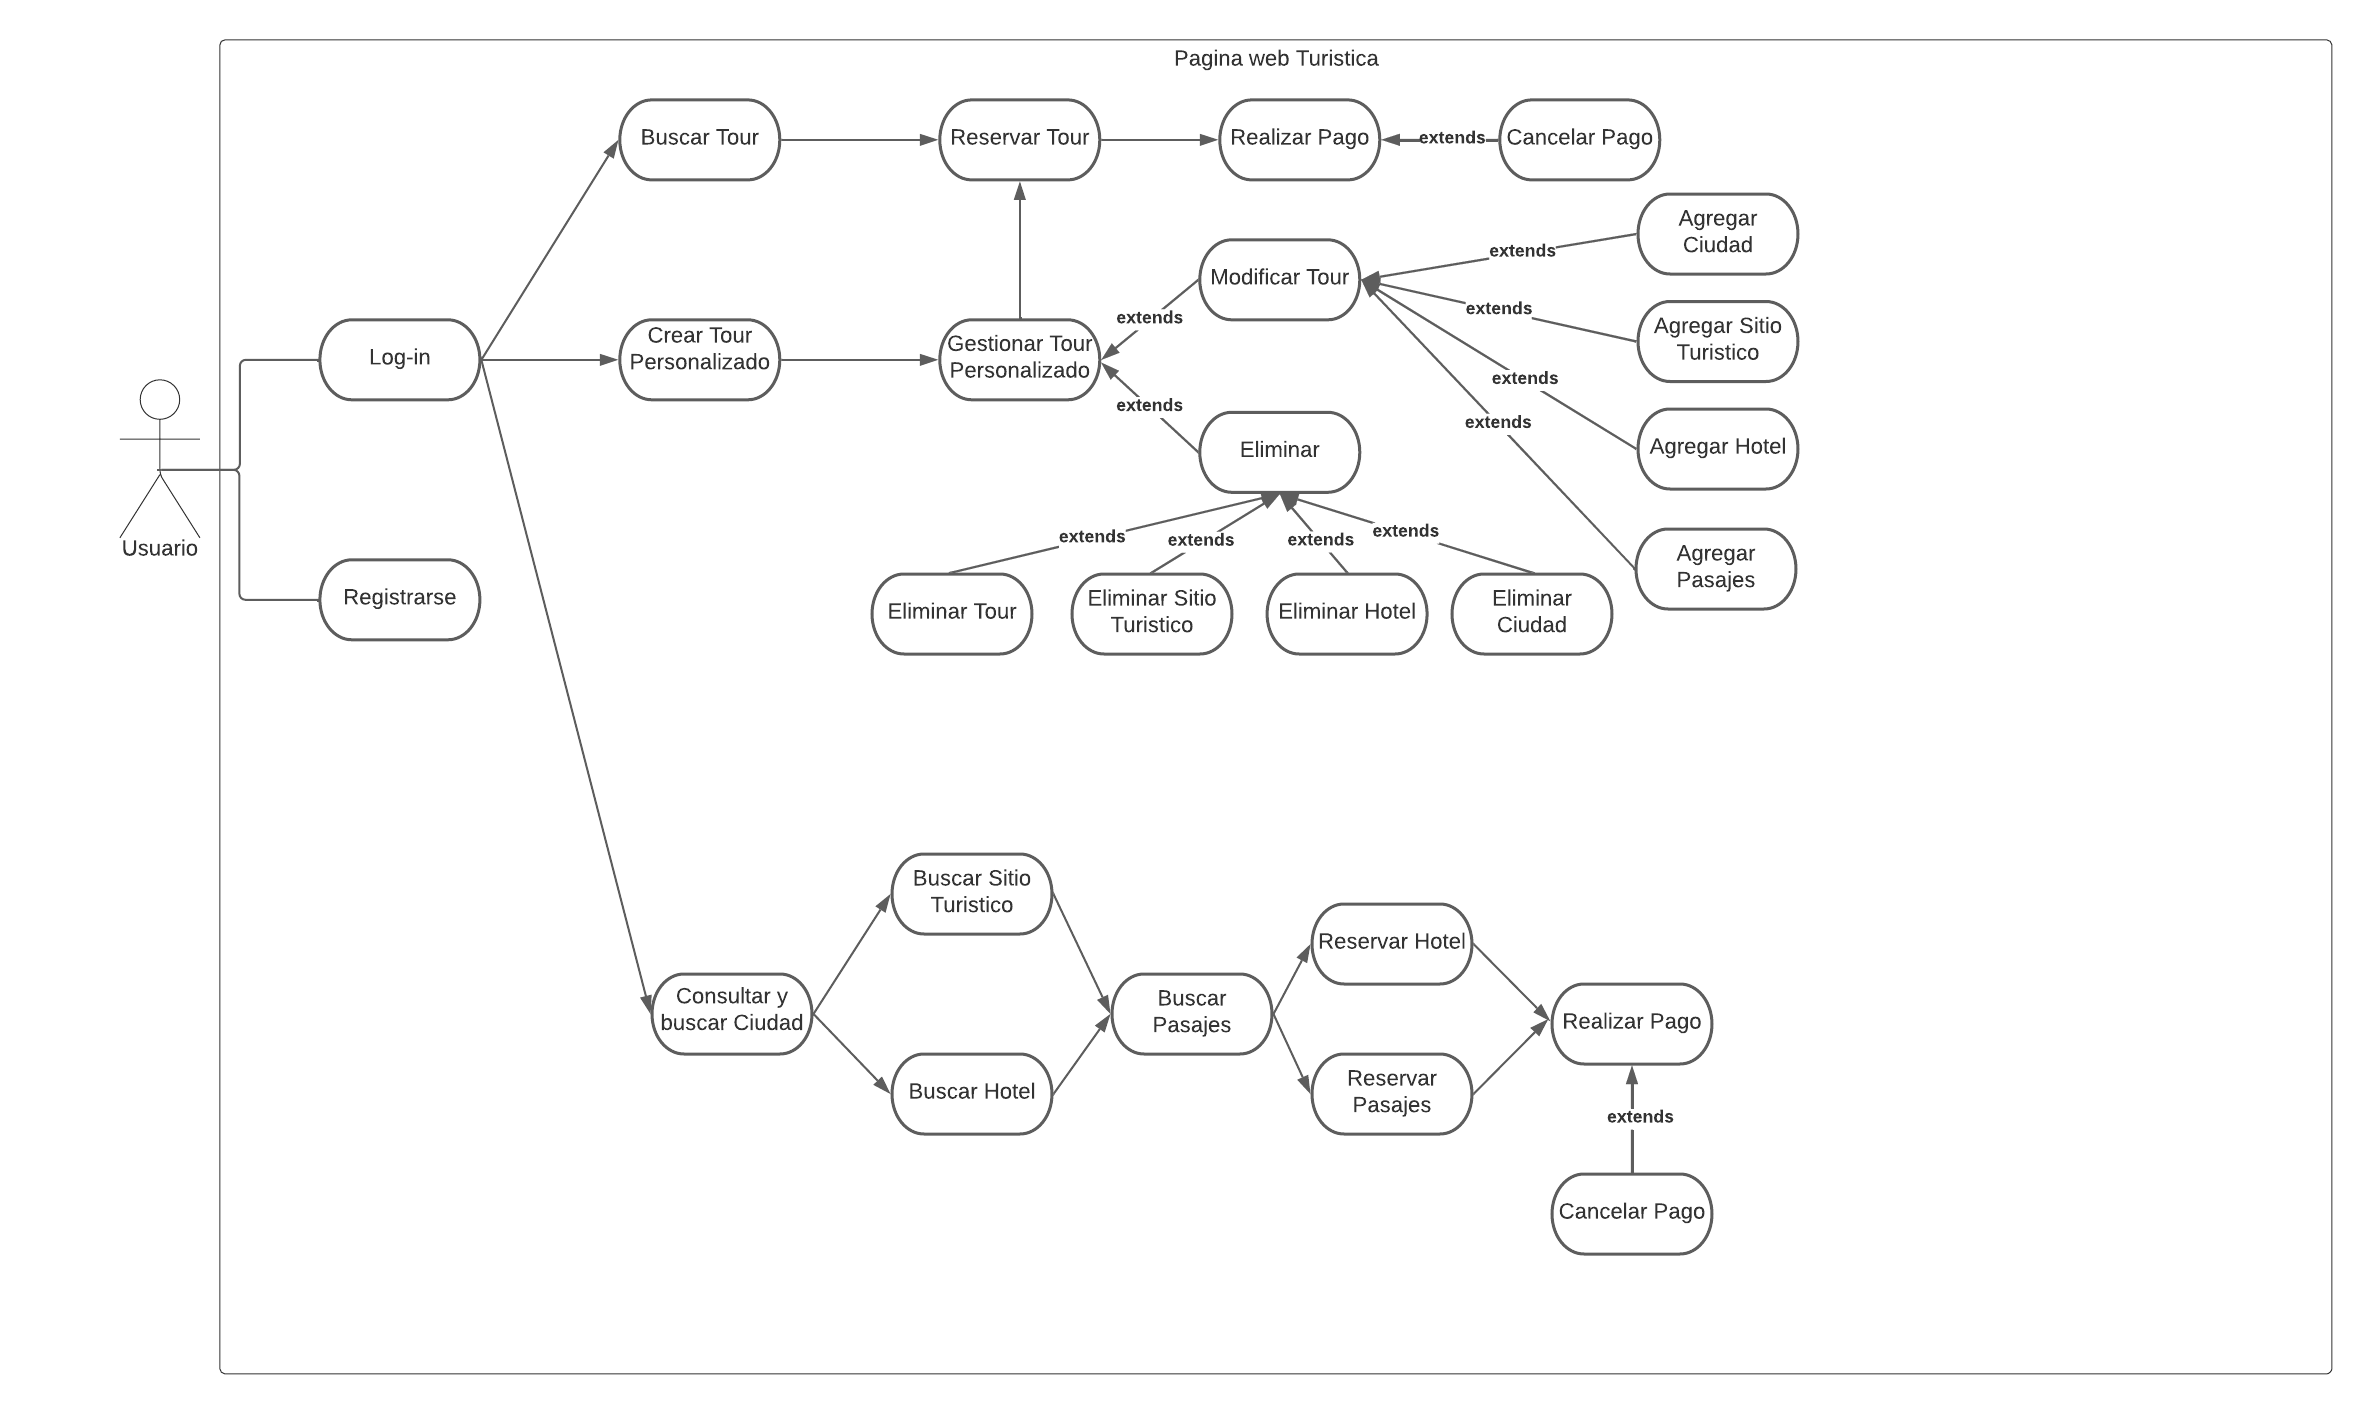 Pagina web Turistica
Buscar Tour
Reservar Tour
Realizar Pago
extends
Cancelar Pago
Agregar
Ciudad
extends
Modificar Tour
extends
Agregar Sitio
Turistico
extends
Log-in
Crear Tour
Personalizado
Gestionar Tour
Personalizado
extends
extends
extends
Eliminar
Agregar Hotel
Usuario
Registrarse
extends
extends
extends
extends
Agregar
Pasajes
Eliminar Tour
Eliminar Sitio
Turistico
Eliminar Hotel
Eliminar
Ciudad
Buscar Sitio
Turistico
Reservar Hotel
Consultar y
buscar Ciudad
Buscar
Pasajes
Realizar Pago
Buscar Hotel
Reservar
Pasajes
extends
Cancelar Pago